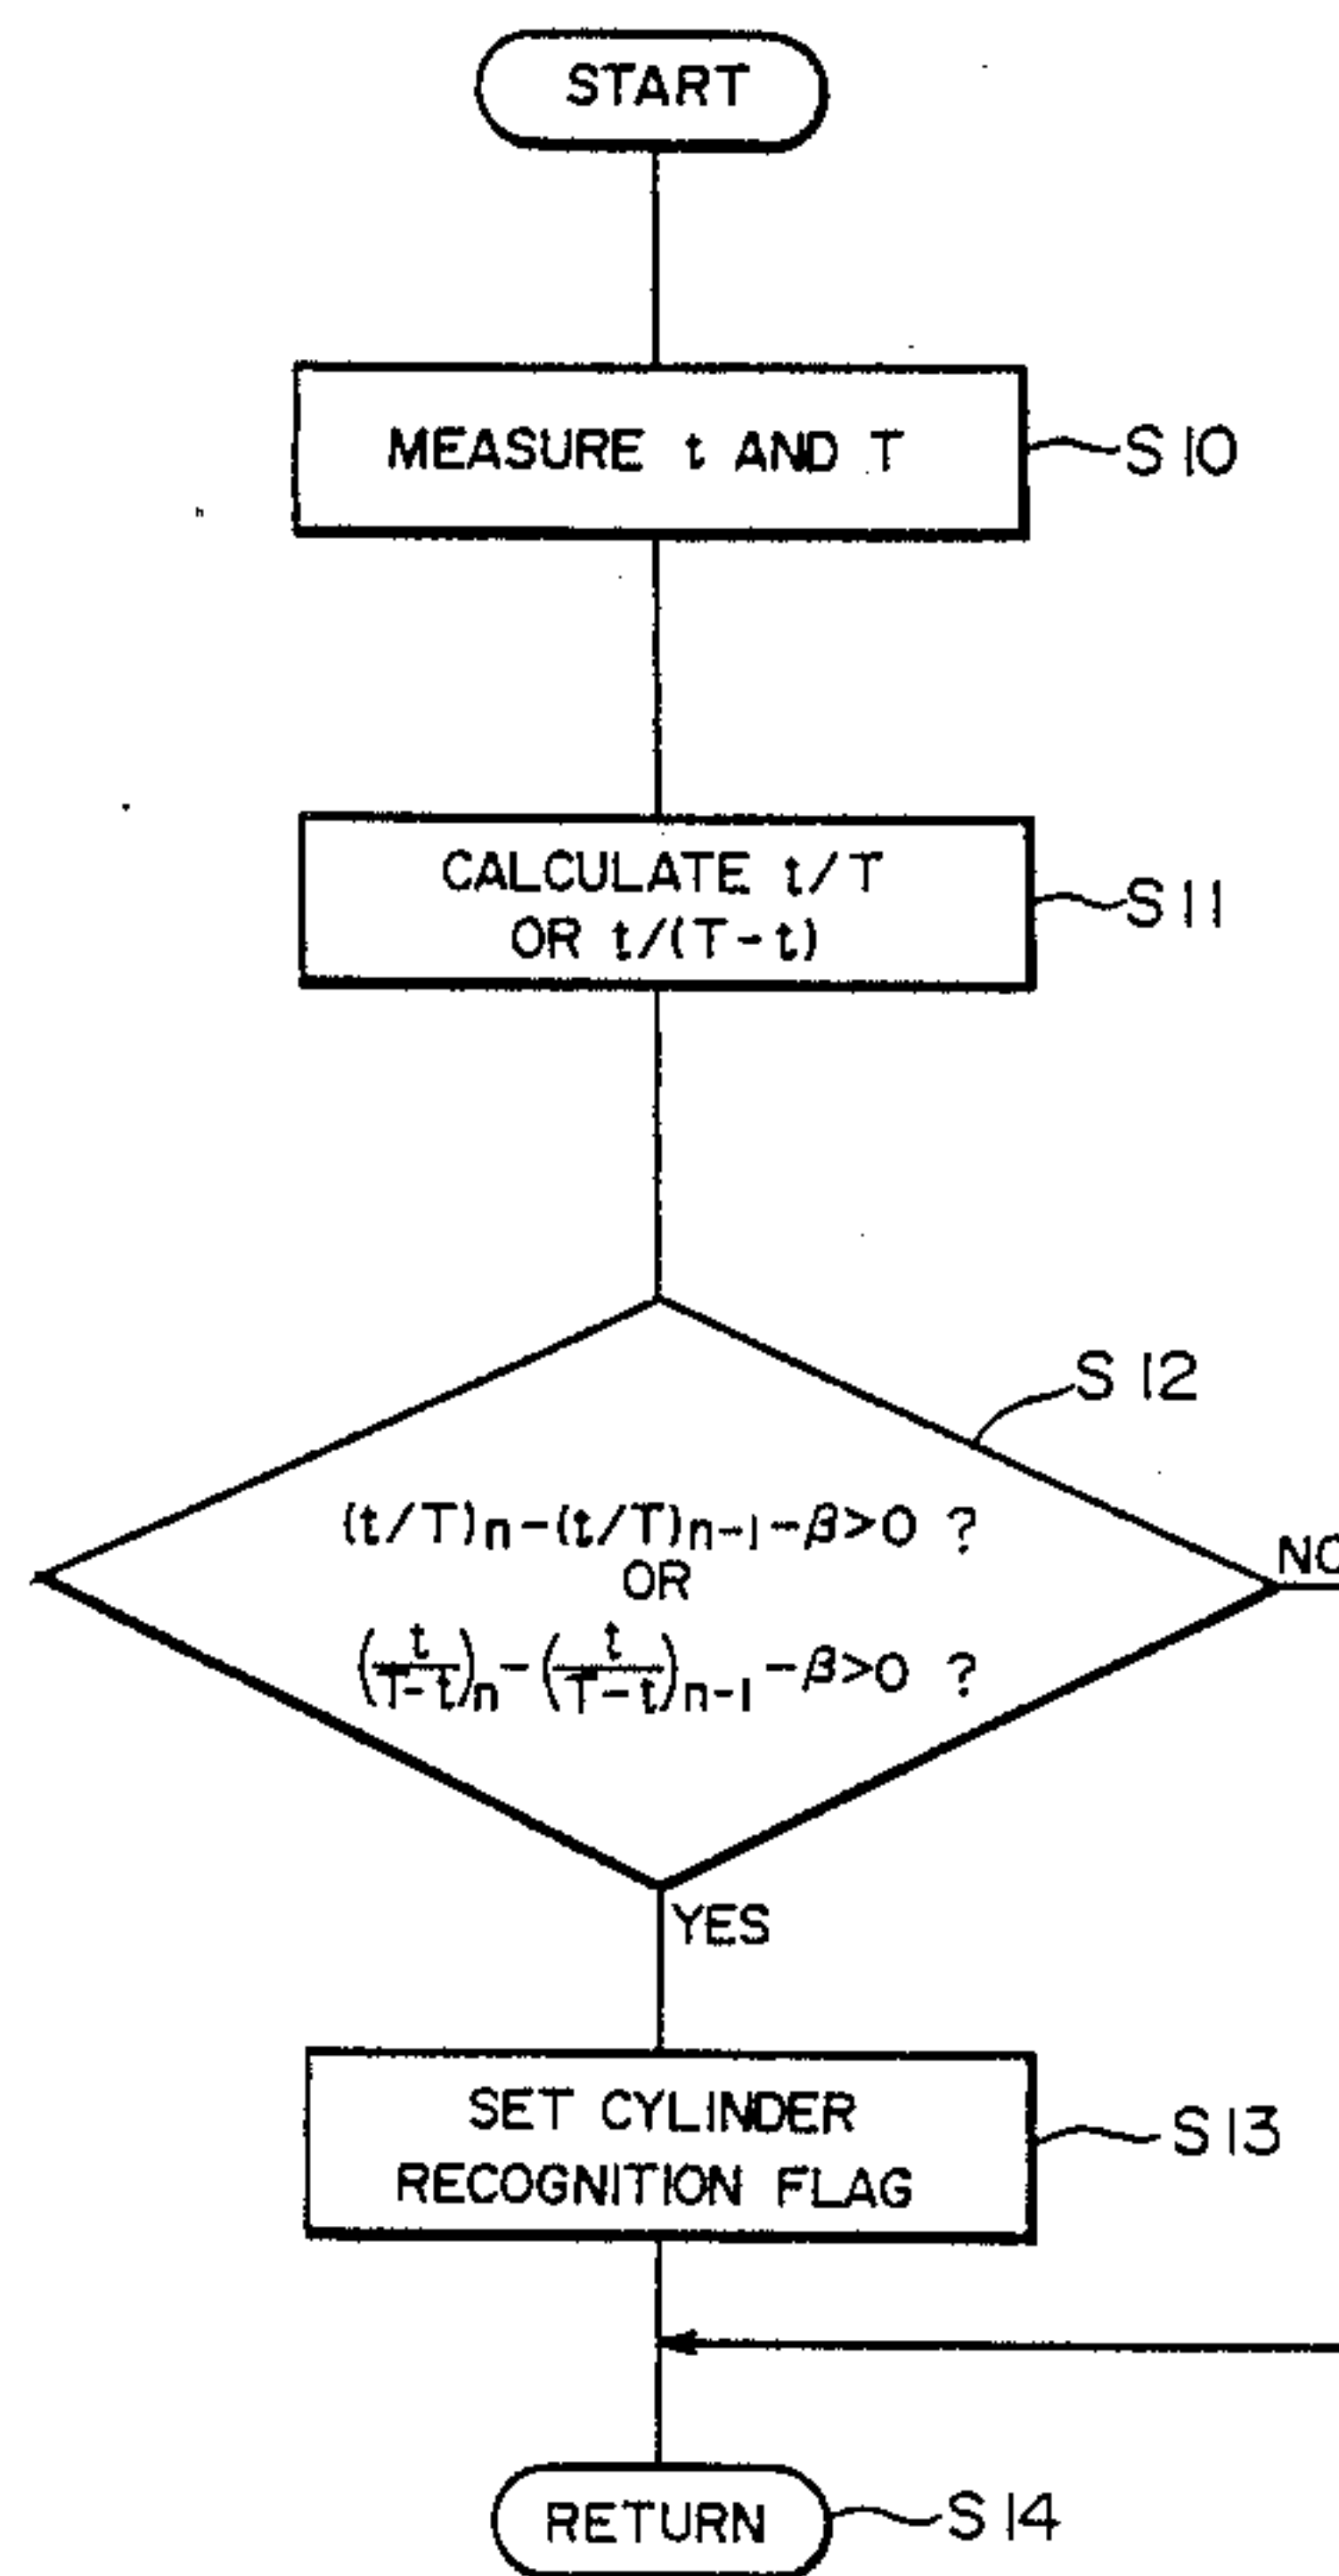 START
MEASURE t AND T
S10
CALCULATE t/T
OR t/(T-t)
S11
S12
(t/T)n-(t/T)n-1-β>0 ?
OR
(t/T-t)n-(t/T-t)n-1-β>0 ?
NO
YES
SET CYLINDER
RECOGNITION FLAG
S13
RETURN
S14